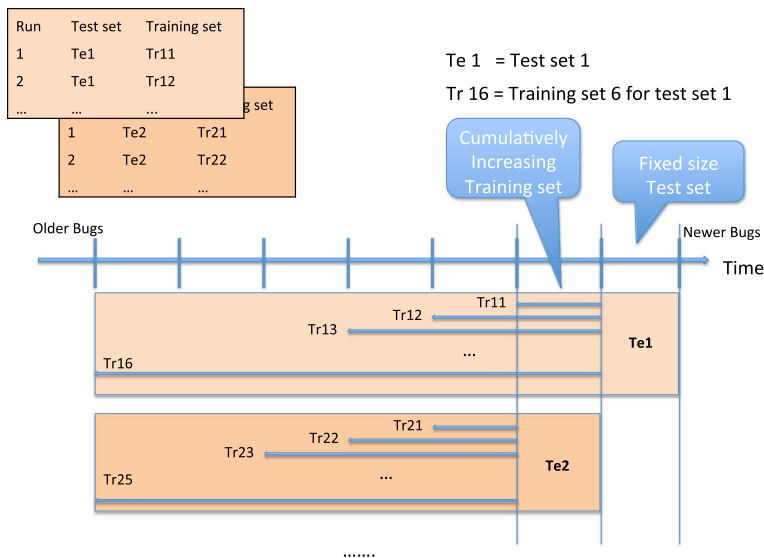 Run Test set Training set
1 Te1 Tr11
2 Te1 Tr12
... ... ...
g set
1 Te2 Tr21
2 Te2 Tr22
... ... ...
Te 1 = Test set 1
Tr 16 = Training set 6 for test set 1
Cumulatively
Increasing
Training set
Fixed size
Test set
Older Bugs
Newer Bugs
Time
Tr11
Tr12
Tr13
...
Te1
Tr16
Tr21
Tr22
Tr23
...
Te2
Tr25
.......